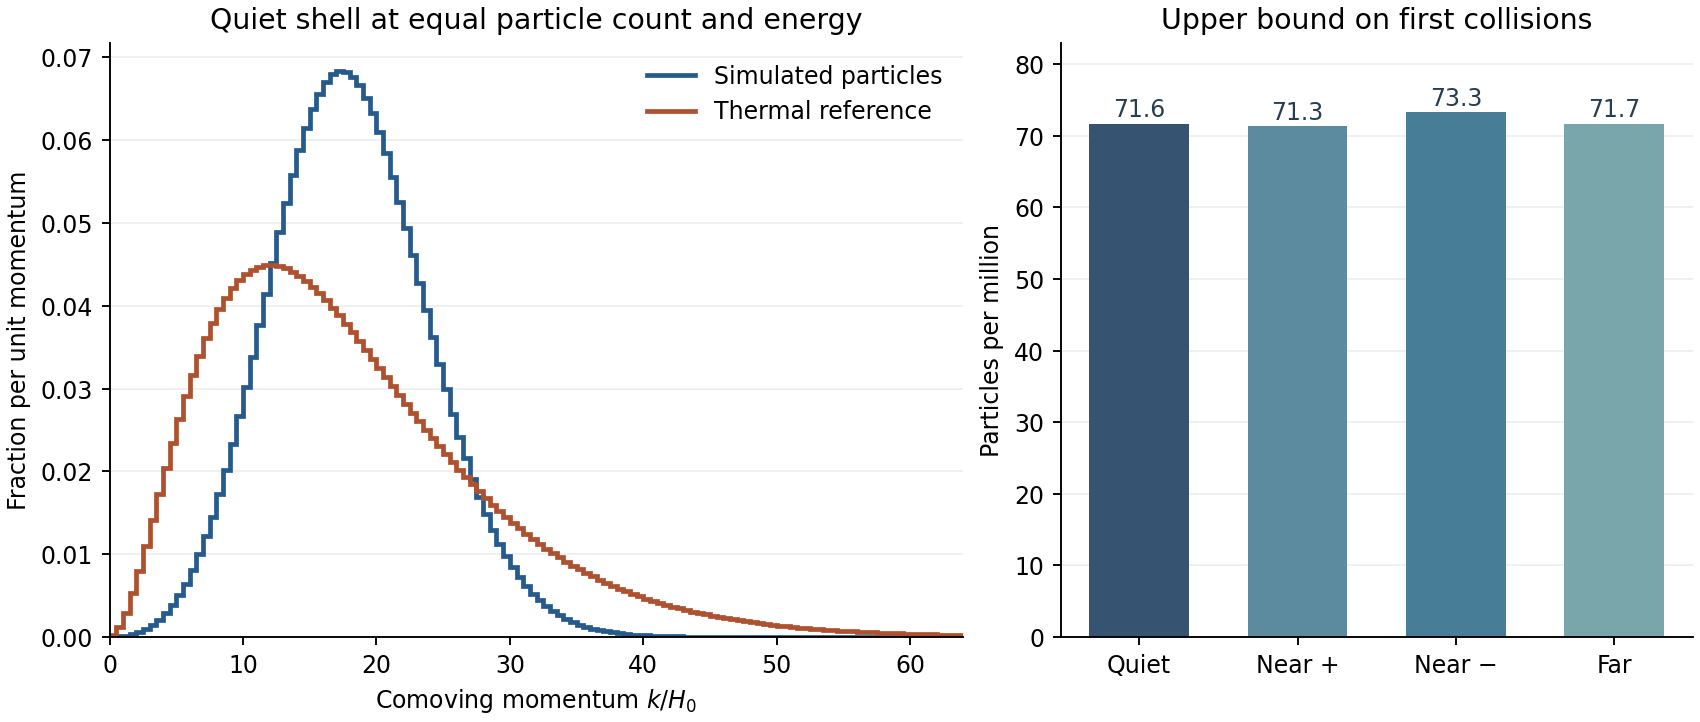 Quiet shell at equal particle count and energy
Fraction per unit momentum
0.07
0.06
0.05
0.04
0.03
0.02
0.01
0.00
Simulated particles
Thermal reference
0 10 20 30 40 50 60
Comoving momentum k/H₀
Upper bound on first collisions
Particles per million
80
70
60
50
40
30
20
10
0
71.6 71.3 73.3 71.7
Quiet Near + Near − Far